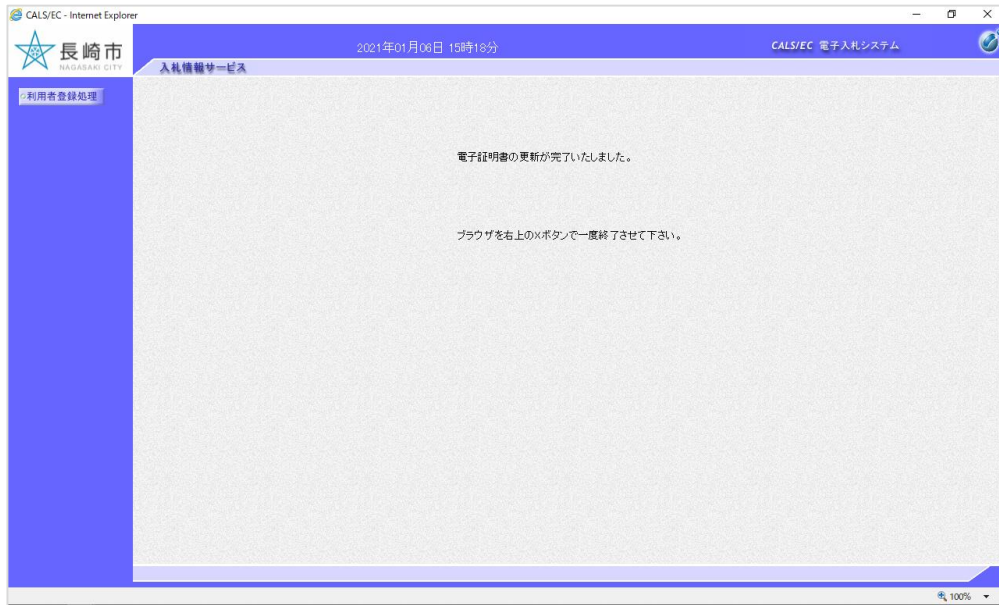 CALS/EC - Internet Explorer
長崎市
NAGASAKI CITY
2021年01月06日 15時18分
CALS/EC 電子入札システム
入札情報サービス
○利用者登録処理
電子証明書の更新が完了いたしました。
ブラウザを右上の×ボタンで一度終了させて下さい。
100%